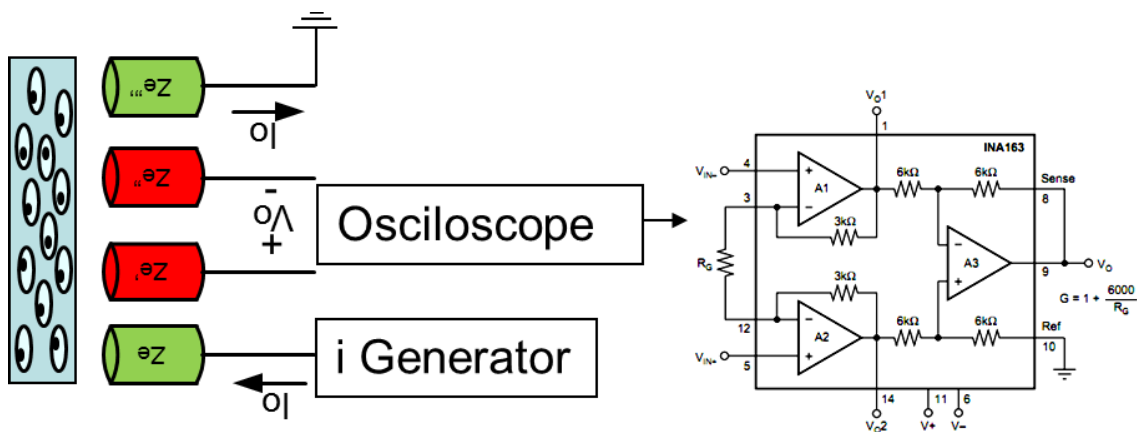 Ze'''
Io
Ze''
-
Vo
+
Osciloscope
Ze'
Ze
i Generator
Io
VO1
1
INA163
VIN–
4
A1
6kΩ
6kΩ
Sense
8
3
3kΩ
RG
A3
9
VO
G = 1 + 6000
RG
3kΩ
12
A2
6kΩ
6kΩ
Ref
10
VIN+
5
14
11
6
VO2
V+
V–